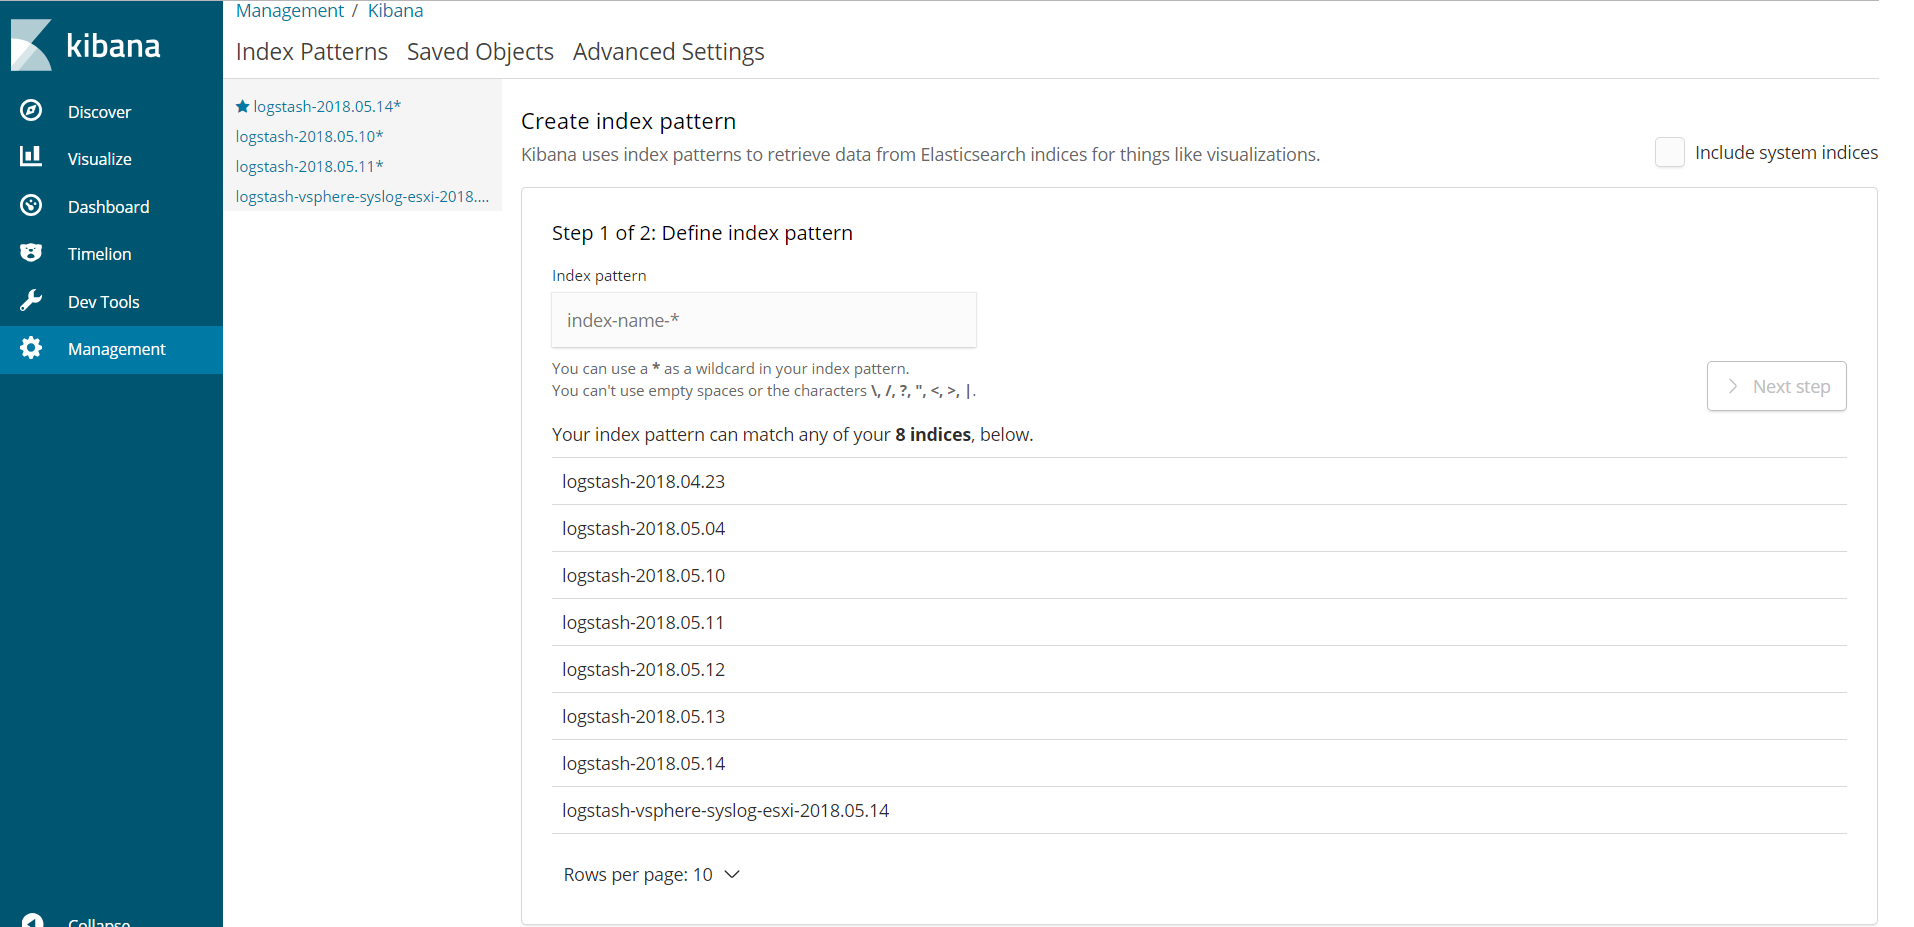 kibana
Discover
Visualize
Dashboard
Timelion
Dev Tools
Management
Collapse
Management / Kibana
Index Patterns Saved Objects Advanced Settings
logstash-2018.05.14*
logstash-2018.05.10*
logstash-2018.05.11*
logstash-vsphere-syslog-esxi-2018....
Create index pattern
Kibana uses index patterns to retrieve data from Elasticsearch indices for things like visualizations.
Include system indices
Step 1 of 2: Define index pattern
Index pattern
index-name-*
You can use a * as a wildcard in your index pattern.
You can't use empty spaces or the characters \, /, ?, ", <, >, |.
Next step
Your index pattern can match any of your 8 indices, below.
logstash-2018.04.23
logstash-2018.05.04
logstash-2018.05.10
logstash-2018.05.11
logstash-2018.05.12
logstash-2018.05.13
logstash-2018.05.14
logstash-vsphere-syslog-esxi-2018.05.14
Rows per page: 10